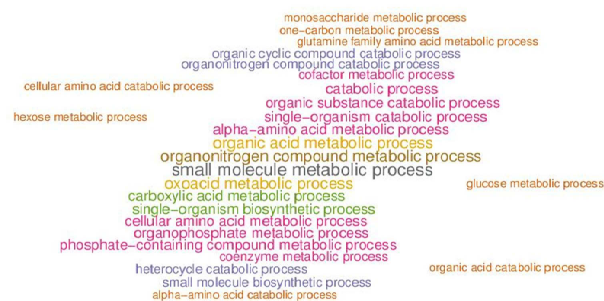 monosaccharide metabolic process
one-carbon metabolic process
glutamine family amino acid metabolic process
organic cyclic compound catabolic process
organonitrogen compound catabolic process
cofactor metabolic process
cellular amino acid catabolic process
catabolic process
organic substance catabolic process
hexose metabolic process
single-organism catabolic process
alpha-amino acid metabolic process
organic acid metabolic process
organonitrogen compound metabolic process
small molecule metabolic process
oxoacid metabolic process
glucose metabolic process
carboxylic acid metabolic process
single-organism biosynthetic process
cellular amino acid metabolic process
organophosphate metabolic process
phosphate-containing compound metabolic process
coenzyme metabolic process
heterocycle catabolic process
organic acid catabolic process
small molecule biosynthetic process
alpha-amino acid catabolic process